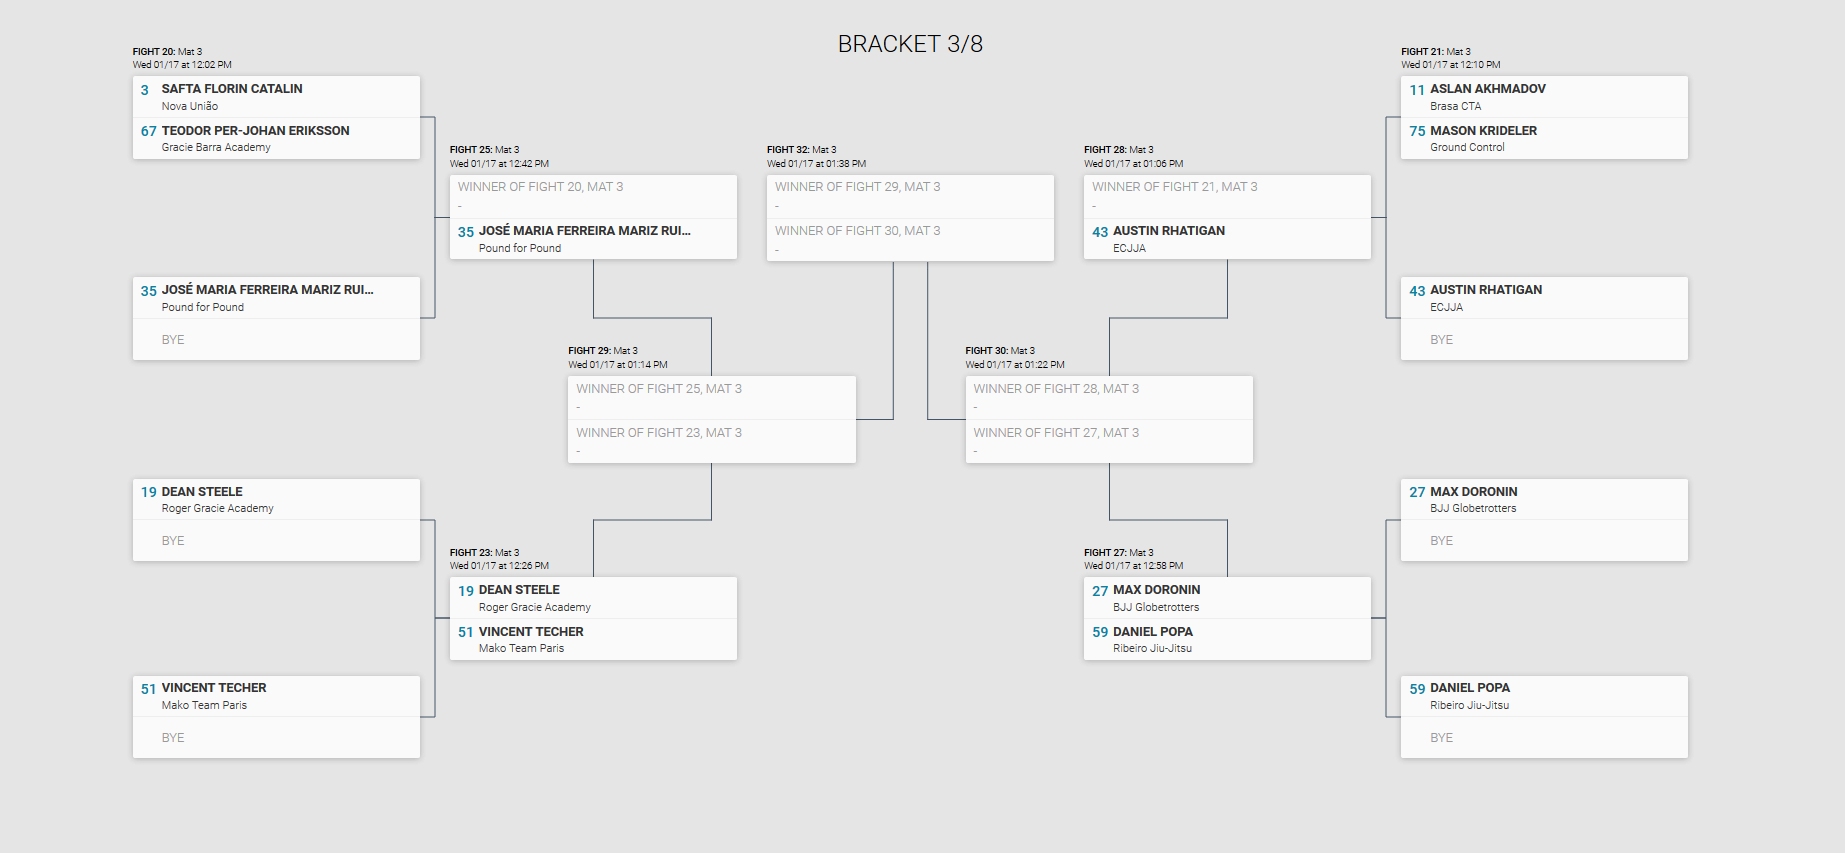 BRACKET 3/8
FIGHT 20: Mat 3
Wed 01/17 at 12:02 PM
3 SAFTA FLORIN CATALIN
Nova União
67 TEODOR PER-JOHAN ERIKSSON
Gracie Barra Academy
35 JOSÉ MARIA FERREIRA MARIZ RUI...
Pound for Pound
BYE
19 DEAN STEELE
Roger Gracie Academy
BYE
51 VINCENT TECHER
Mako Team Paris
BYE
FIGHT 25: Mat 3
Wed 01/17 at 12:42 PM
WINNER OF FIGHT 20, MAT 3
-
35 JOSÉ MARIA FERREIRA MARIZ RUI...
Pound for Pound
FIGHT 23: Mat 3
Wed 01/17 at 12:26 PM
19 DEAN STEELE
Roger Gracie Academy
51 VINCENT TECHER
Mako Team Paris
FIGHT 29: Mat 3
Wed 01/17 at 01:14 PM
WINNER OF FIGHT 25, MAT 3
-
WINNER OF FIGHT 23, MAT 3
-
FIGHT 32: Mat 3
Wed 01/17 at 01:38 PM
WINNER OF FIGHT 29, MAT 3
-
WINNER OF FIGHT 30, MAT 3
-
FIGHT 30: Mat 3
Wed 01/17 at 01:22 PM
WINNER OF FIGHT 28, MAT 3
-
WINNER OF FIGHT 27, MAT 3
-
FIGHT 28: Mat 3
Wed 01/17 at 01:06 PM
WINNER OF FIGHT 21, MAT 3
-
43 AUSTIN RHATIGAN
ECJJA
FIGHT 27: Mat 3
Wed 01/17 at 12:58 PM
27 MAX DORONIN
BJJ Globetrotters
59 DANIEL POPA
Ribeiro Jiu-Jitsu
FIGHT 21: Mat 3
Wed 01/17 at 12:10 PM
11 ASLAN AKHMADOV
Brasa CTA
75 MASON KRIDELER
Ground Control
43 AUSTIN RHATIGAN
ECJJA
BYE
27 MAX DORONIN
BJJ Globetrotters
BYE
59 DANIEL POPA
Ribeiro Jiu-Jitsu
BYE